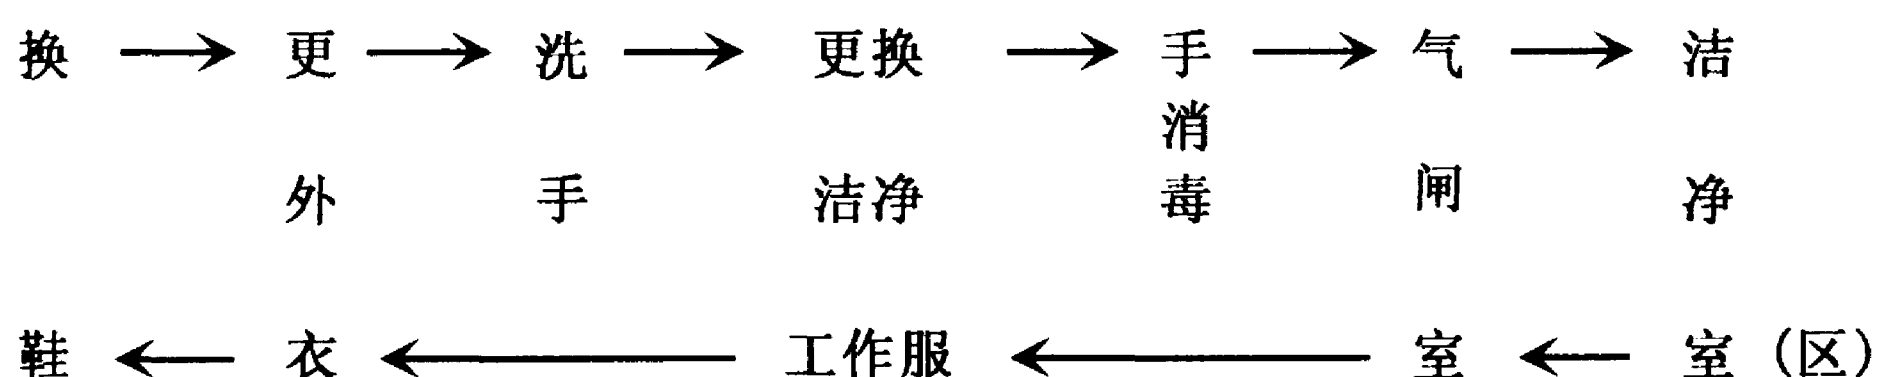 换 → 更 → 洗 → 更换 → 手 → 气 → 洁
消
外 手 洁净 毒 闸 净
鞋 ← 衣 ← 工作服 ← 室 ← 室（区）